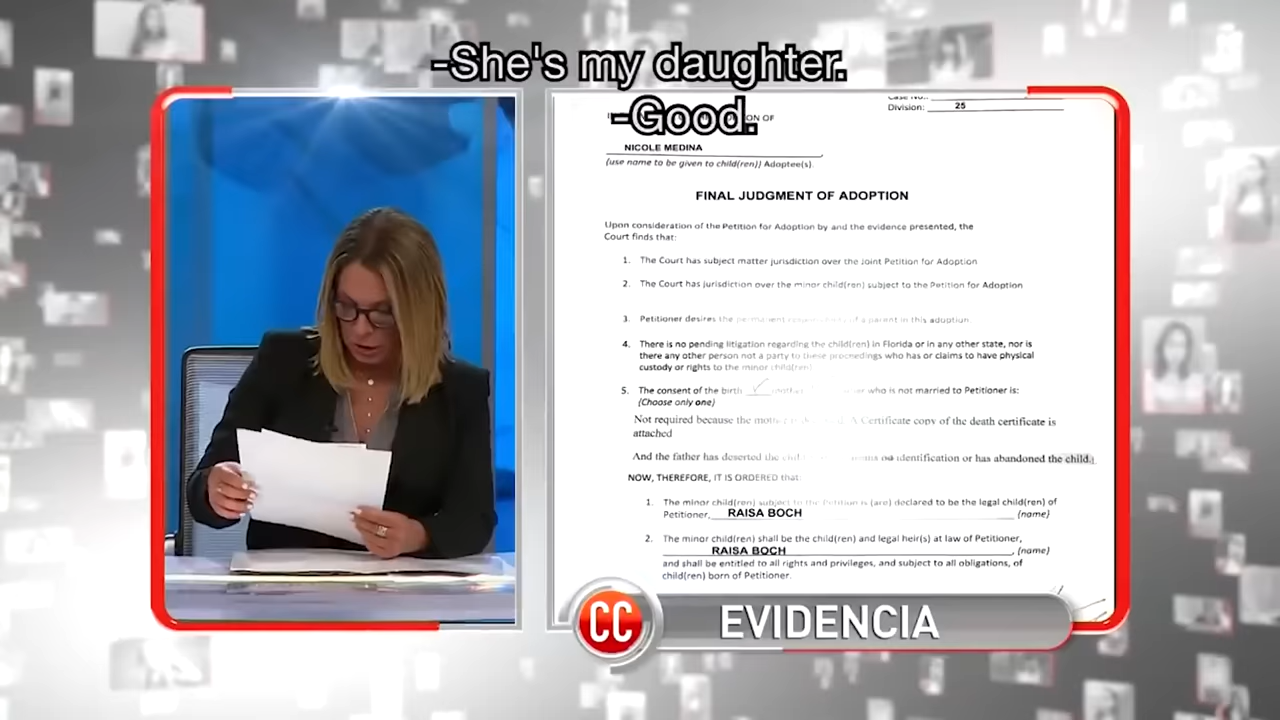 -She's my daughter.
-Good.
Division: 25
ON OF
NICOLE MEDINA
(use name to be given to child(ren)) Adoptee(s).
FINAL JUDGMENT OF ADOPTION
Upon consideration of the Petition for Adoption by and the evidence presented, the
Court finds that:
1. The Court has subject matter jurisdiction over the Joint Petition for Adoption
2. The Court has jurisdiction over the minor child(ren) subject to the Petition for Adoption
3. Petitioner desires the permanent of a parent in this adoption.
4. There is no pending litigation regarding the child(ren) in Florida or in any other state, nor is
there any other person not a party to these proceedings who has or claims to have physical
custody or rights to the minor child(ren)
5. The consent of the birth who is not married to Petitioner is:
(Choose only one)
Not required because the mother A Certificate copy of the death certificate is
attached
And the father has deserted the child no identification or has abandoned the child.
NOW, THEREFORE, IT IS ORDERED that:
1. The minor child(ren) subject to the Petition is (are) declared to be the legal child(ren) of
Petitioner, RAISA BOCH (name)
2. The minor child(ren) shall be the child(ren) and legal heir(s) at law of Petitioner,
RAISA BOCH , (name)
and shall be entitled to all rights and privileges, and subject to all obligations, of
child(ren) born of Petitioner.
CC EVIDENCIA